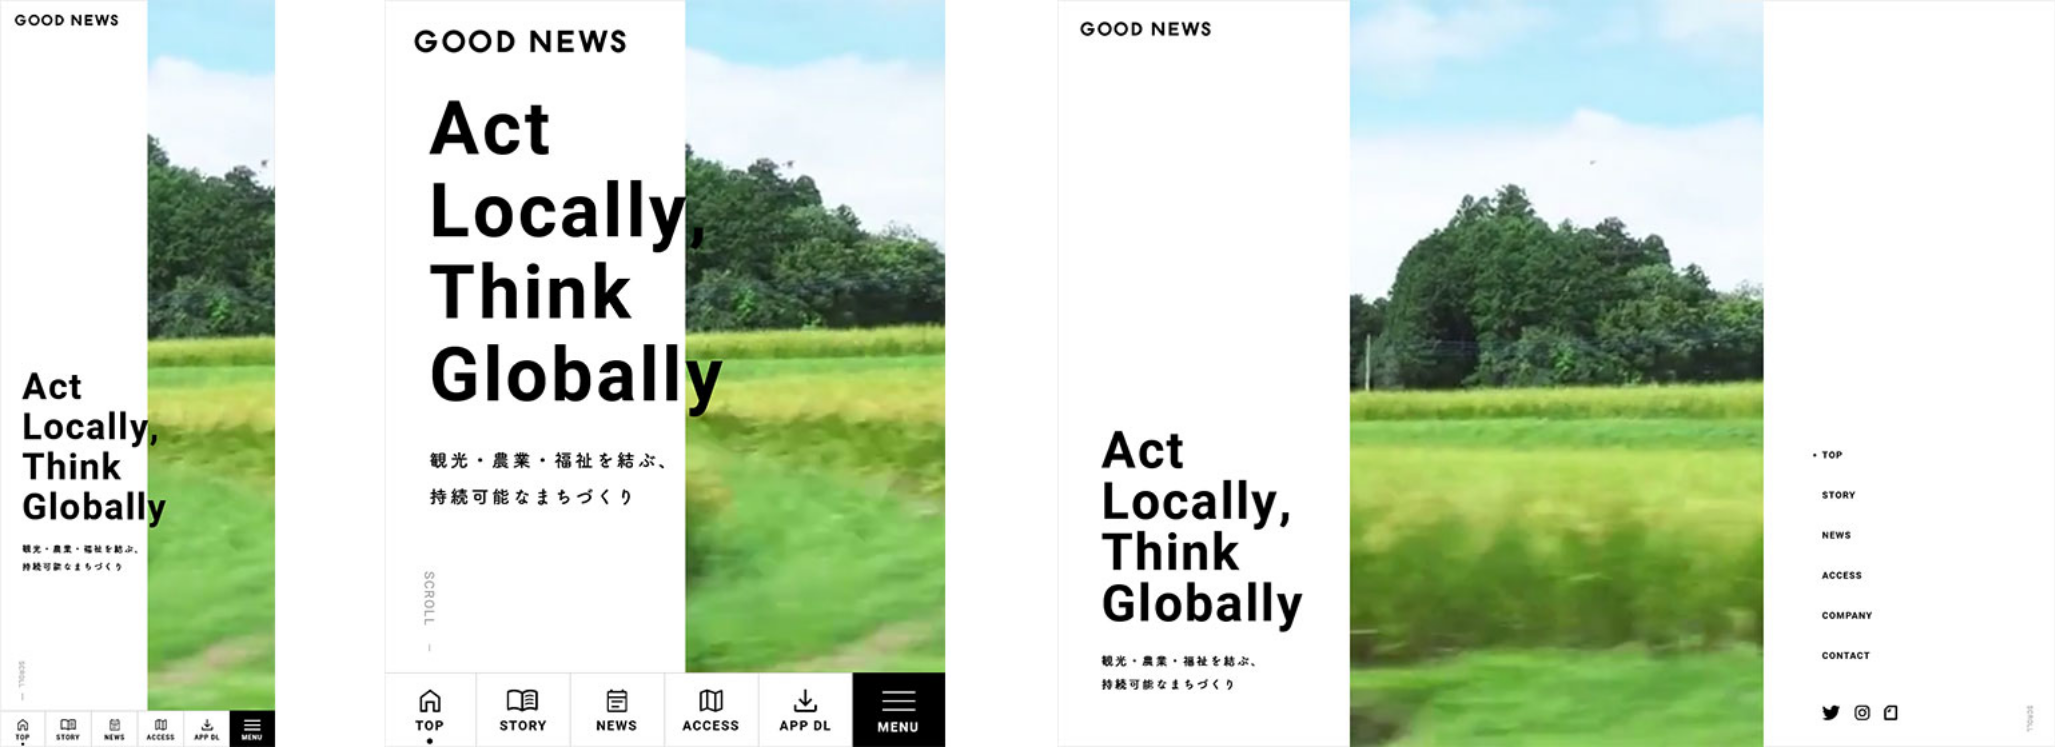 GOOD NEWS
Act
Locally,
Think
Globally
観光・農業・福祉を結ぶ、
持続可能なまちづくり
SCROLL
TOP
STORY
NEWS
ACCESS
APP DL
MENU
GOOD NEWS
Act
Locally,
Think
Globally
観光・農業・福祉を結ぶ、
持続可能なまちづくり
SCROLL
TOP
STORY
NEWS
ACCESS
APP DL
MENU
GOOD NEWS
Act
Locally,
Think
Globally
観光・農業・福祉を結ぶ、
持続可能なまちづくり
TOP
STORY
NEWS
ACCESS
COMPANY
CONTACT
SCROLL